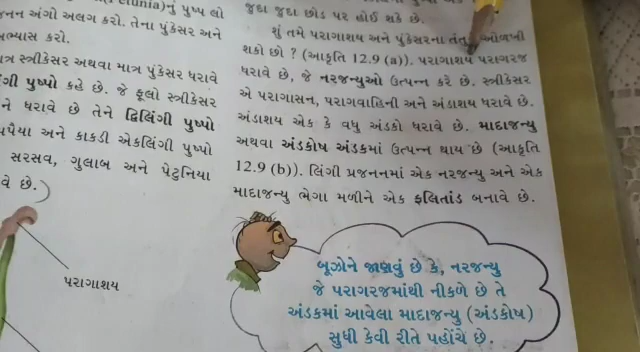 nia)નું પુષ્પ લો
જનન અંગો અલગ કરો. તેના પુંકેસર અને
ભ્યાસ કરો.
ત્ર સ્ત્રીકેસર અથવા માત્ર પુંકેસર ધરાવે
ગી પુષ્પો કહે છે. જે ફૂલો સ્ત્રીકેસર
ને ધરાવે છે તેને દ્વિલિંગી પુષ્પો
પપૈયા અને કાકડી એકલિંગી પુષ્પો
સરસવ, ગુલાબ અને પેટુનિયા
વે છે.
પરાગાશય
જુદા જુદા છોડ પર હોઈ શકે છે.
શું તમે પરાગાશય અને પુંકેસરના તંતુ ઓળખી
શકો છો ? (આકૃતિ 12.9 (a)). પરાગાશય પરાગરજ
ધરાવે છે, જે નરજન્યુઓ ઉત્પન્ન કરે છે. સ્ત્રીકેસર
એ પરાગાસન, પરાગવાહિની અને અંડાશય ધરાવે છે.
અંડાશય એક કે વધુ અંડકો ધરાવે છે. માદાજન્યુ
અથવા અંડકોષ અંડકમાં ઉત્પન્ન થાય છે (આકૃતિ
12.9 (b)). લિંગી પ્રજનનમાં એક નરજન્યુ અને એક
માદાજન્યુ ભેગા મળીને એક ફલિતાંડ બનાવે છે.
બૂઝોને જાણવું છે કે, નરજન્યુ
જે પરાગરજમાંથી નીકળે છે તે
અંડકમાં આવેલા માદાજન્યુ (અંડકોષ)
સુધી કેવી રીતે પહોંચે છે.